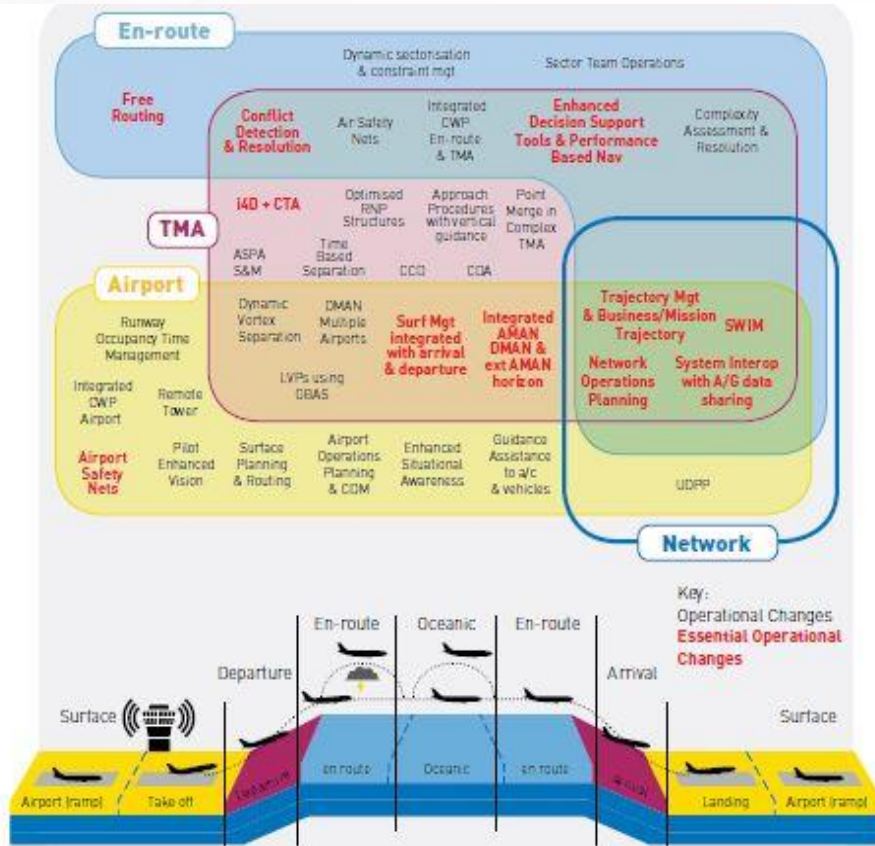 En-route
Dynamic sectorisation
& constraint mgt
Sector Team Operations
Free
Routing
Conflict
Detection
& Resolution
Air Safety
Nets
Integrated
CWP
En-route
& TMA
Enhanced
Decision Support
Tools & Performance
Based Nav
Complexity
Assessment &
Resolution
TMA
i4D + CTA
Optimised
RNP
Structures
Approach
Procedures
with vertical
guidance
Point
Merge in
Complex
TMA
ASPA
S&M
Time
Based
Separation
CCO
CDA
Airport
Runway
Occupancy Time
Management
Dynamic
Vortex
Separation
DMAN
Multiple
Airports
Surf Mgt
integrated
with arrival
& departure
Integrated
AMAN
DMAN &
ext AMAN
horizon
Trajectory Mgt
& Business/Mission
Trajectory
SWIM
Integrated
CWP
Airport
Remote
Tower
LVPs using
GBAS
Network
Operations
Planning
System Interop
with A/G data
sharing
Airport
Safety
Nets
Pilot
Enhanced
Vision
Surface
Planning
& Routing
Airport
Operations
Planning
& CDM
Enhanced
Situational
Awareness
Guidance
Assistance
to a/c
& vehicles
UDPP
Network
Key:
Operational Changes
Essential Operational
Changes
En-route
Oceanic
En-route
Departure
Arrival
Surface
Surface
Airport (ramp)
Take off
Departure
en route
Oceanic
en route
Arrival
Landing
Airport (ramp)